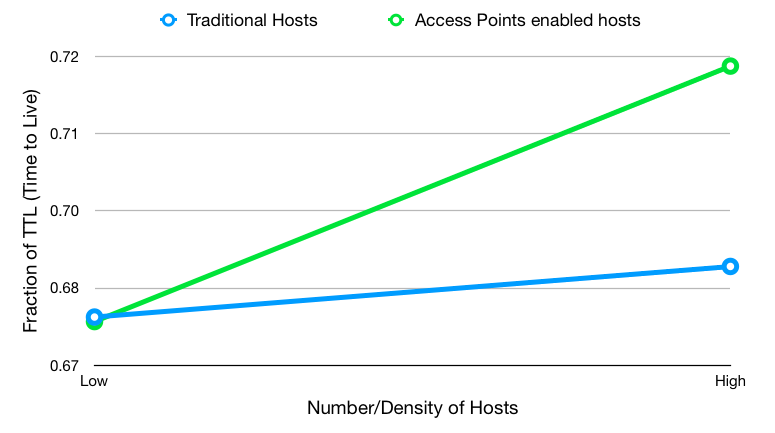 Traditional Hosts
Access Points enabled hosts
0.72
0.71
0.70
0.68
0.67
Fraction of TTL (Time to Live)
Low
High
Number/Density of Hosts